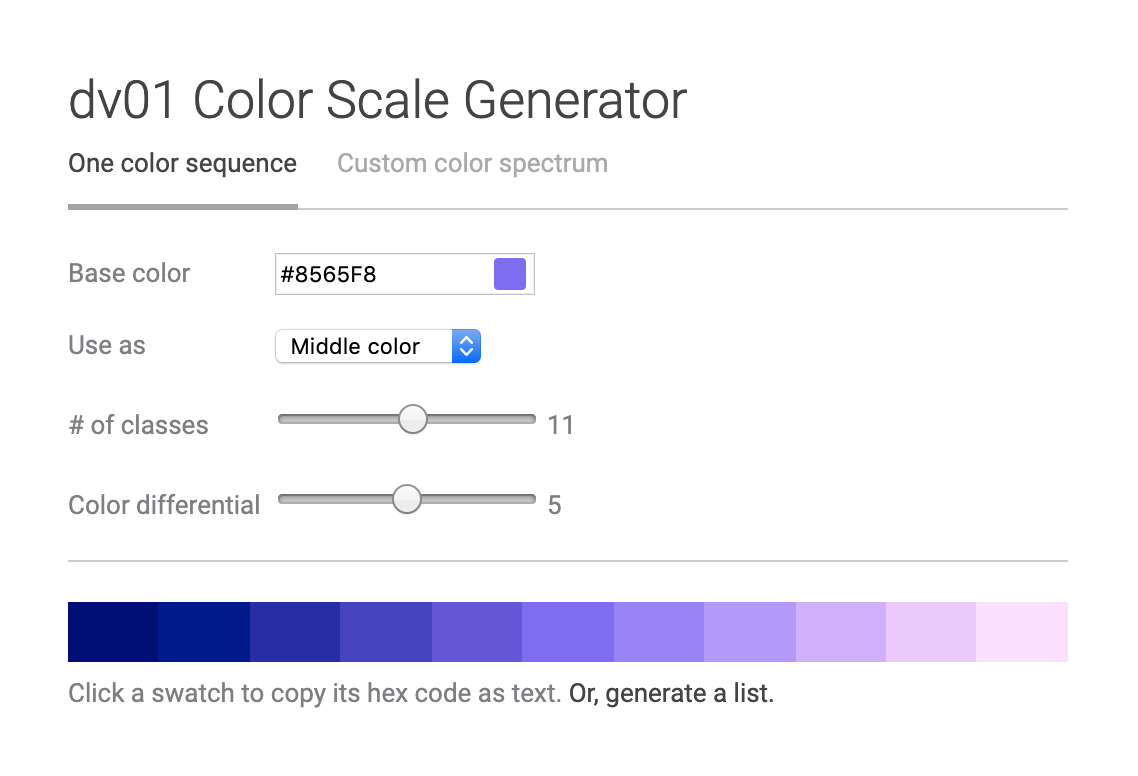 dv01 Color Scale Generator
One color sequence Custom color spectrum
Base color #8565F8
Use as Middle color
# of classes 11
Color differential 5
Click a swatch to copy its hex code as text. Or, generate a list.